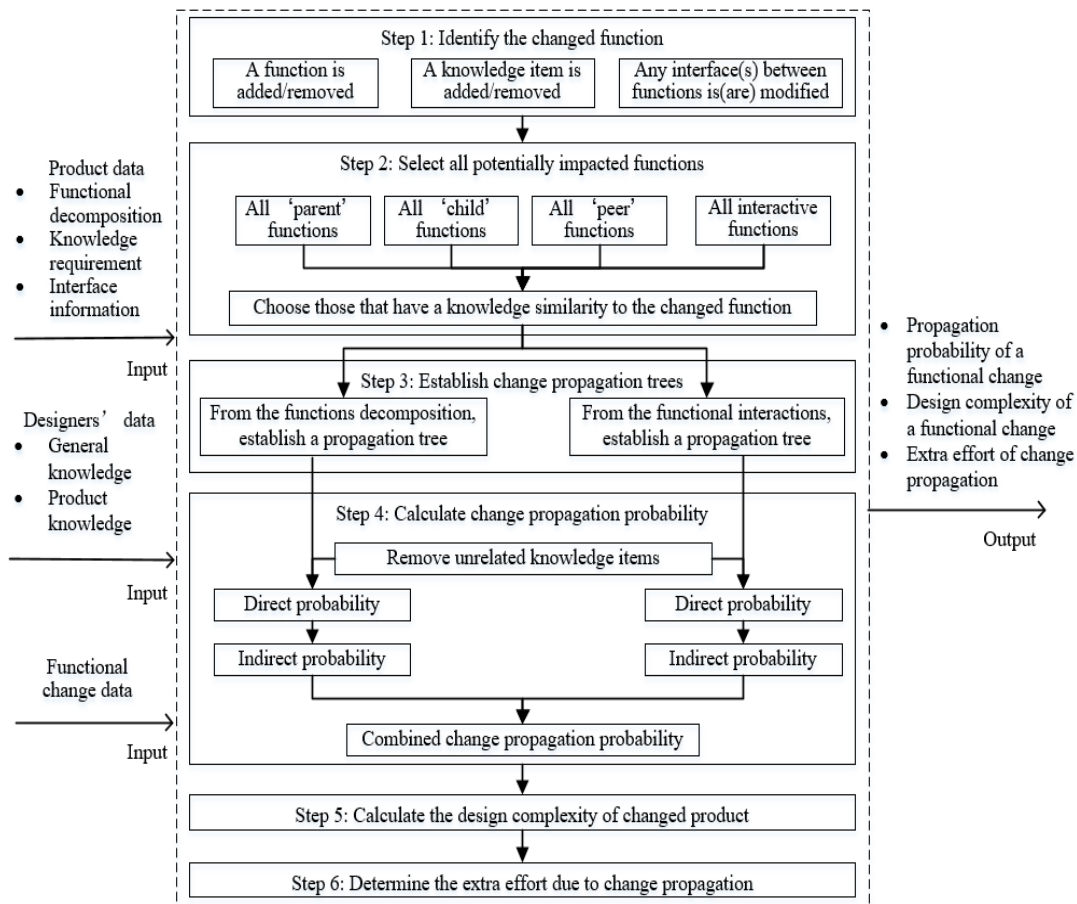 Step 1: Identify the changed function
A function is
added/removed
A knowledge item is
added/removed
Any interface(s) between
functions is(are) modified
Step 2: Select all potentially impacted functions
All ‘parent’
functions
All ‘child’
functions
All ‘peer’
functions
All interactive
functions
Choose those that have a knowledge similarity to the changed function
Step 3: Establish change propagation trees
From the functions decomposition,
establish a propagation tree
From the functional interactions,
establish a propagation tree
Step 4: Calculate change propagation probability
Remove unrelated knowledge items
Direct probability
Direct probability
Indirect probability
Indirect probability
Combined change propagation probability
Step 5: Calculate the design complexity of changed product
Step 6: Determine the extra effort due to change propagation
Product data
• Functional
decomposition
• Knowledge
requirement
• Interface
information
Input
Designers’ data
• General
knowledge
• Product
knowledge
Input
Functional
change data
Input
• Propagation
probability of a
functional change
• Design complexity of
a functional change
• Extra effort of change
propagation
Output